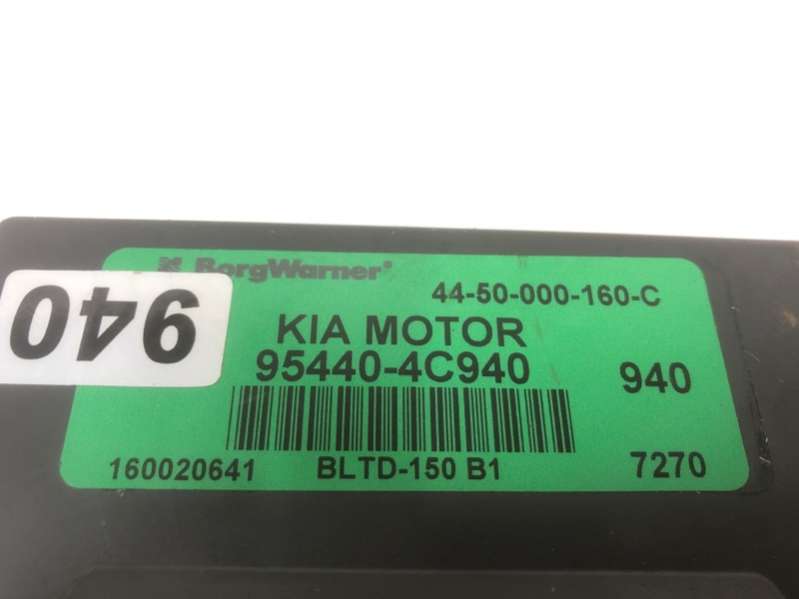 BorgWarner
44-50-000-160-C
940
KIA MOTOR
95440-4C940
940
160020641
BLTD-150 B1
7270